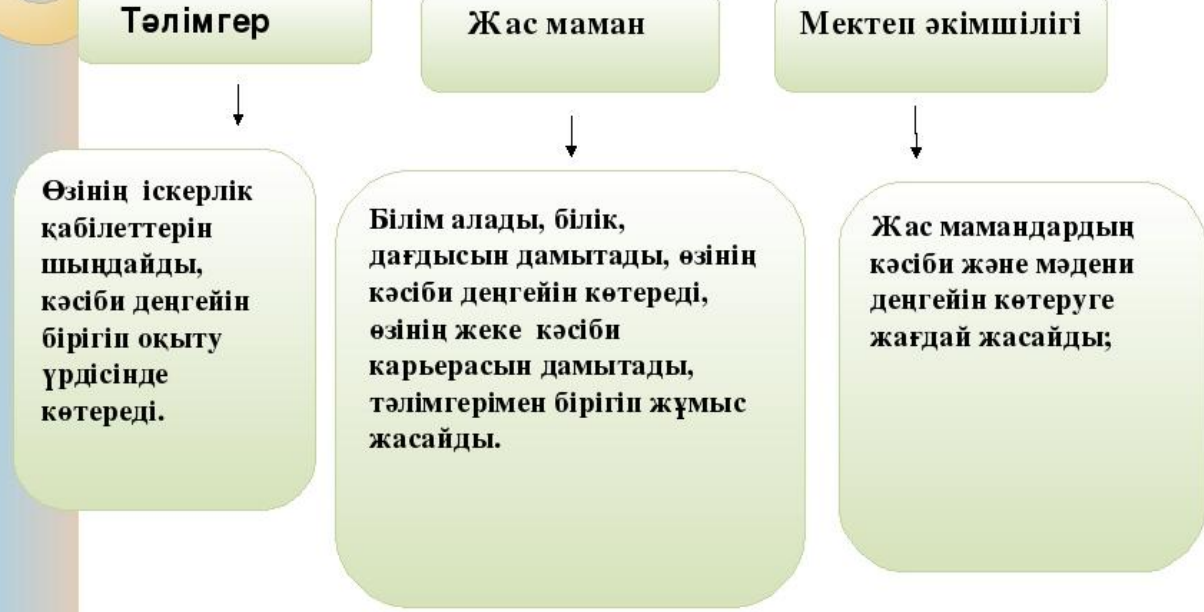 Тәлімгер
Жас маман
Мектеп әкімшілігі
Өзінің іскерлік
қабілеттерін
шыңдайды,
кәсіби деңгейін
бірігіп оқыту
үрдісінде
көтереді.
Білім алады, білік,
дағдысын дамытады, өзінің
кәсіби деңгейін көтереді,
өзінің жеке кәсіби
карьерасын дамытады,
тәлімгерімен бірігіп жұмыс
жасайды.
Жас мамандардың
кәсіби және мәдени
деңгейін көтеруге
жағдай жасайды;